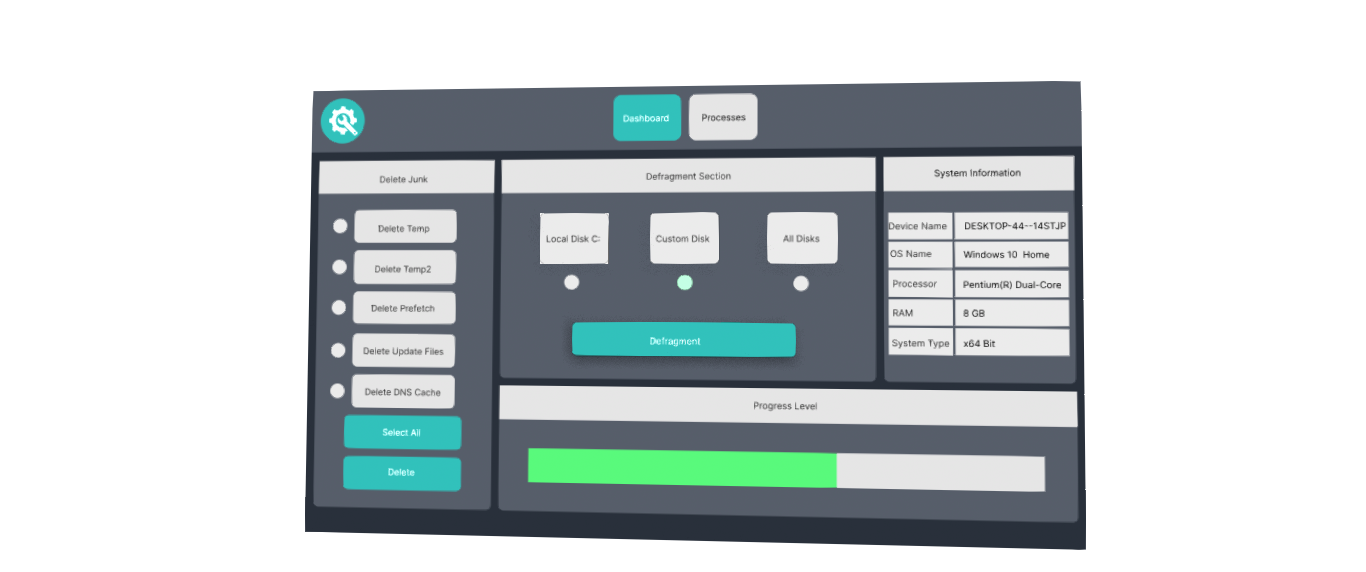 Dashboard
Processes
Delete Junk
Delete Temp
Delete Temp2
Delete Prefetch
Delete Update Files
Delete DNS Cache
Select All
Delete
Defragment Section
Local Disk C:
Custom Disk
All Disks
Defragment
System Information
Device Name DESKTOP-44--14STJP
OS Name Windows 10 Home
Processor Pentium(R) Dual-Core
RAM 8 GB
System Type x64 Bit
Progress Level